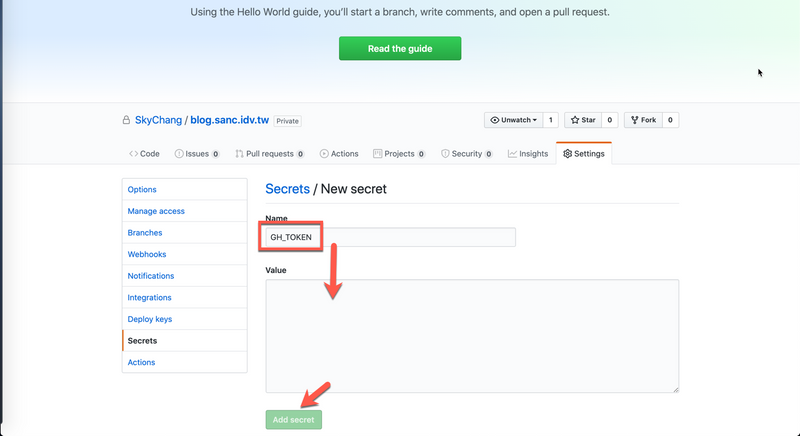 Using the Hello World guide, you'll start a branch, write comments, and open a pull request.
Read the guide
SkyChang / blog.sanc.idv.tw Private Unwatch 1 Star 0 Fork 0
Code Issues 0 Pull requests 0 Actions Projects 0 Security 0 Insights Settings
Options
Manage access
Branches
Webhooks
Notifications
Integrations
Deploy keys
Secrets
Actions
Secrets / New secret
Name
GH_TOKEN
Value
Add secret